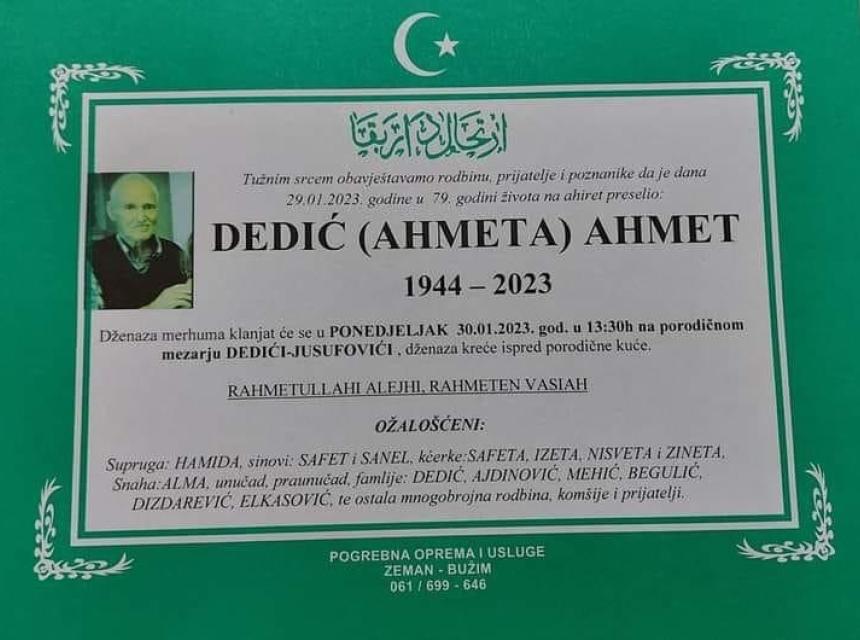 Tužnim srcem obavještavamo rodbinu, prijatelje i poznanike da je dana
29.01.2023. godine u 79. godini života na ahiret preselio:
DEDIĆ (AHMETA) AHMET
1944 – 2023
Dženaza merhuma klanjat će se u PONEDJELJAK 30.01.2023. god. u 13:30h na porodičnom
mezarju DEDIĆI-JUSUFOVIĆI , dženaza kreće ispred porodične kuće.
RAHMETULLAHI ALEJHI, RAHMETEN VASIAH
OŽALOŠĆENI:
Supruga: HAMIDA, sinovi: SAFET i SANEL, kćerke:SAFETA, IZETA, NISVETA i ZINETA,
Snaha:ALMA, unučad, praunučad, famlije: DEDIĆ, AJDINOVIĆ, MEHIĆ, BEGULIĆ,
DIZDAREVIĆ, ELKASOVIĆ, te ostala mnogobrojna rodbina, komšije i prijatelji.
POGREBNA OPREMA I USLUGE
ZEMAN - BUŽIM
061 / 699 - 646